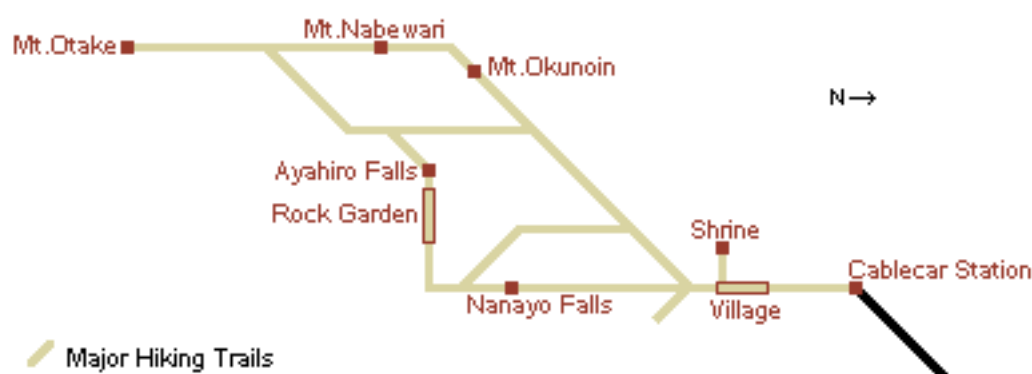 Mt.Nabewari
Mt.Otake
Mt.Okunoin
N→
Ayahiro Falls
Rock Garden
Shrine
Cablecar Station
Nanayo Falls
Village
Major Hiking Trails